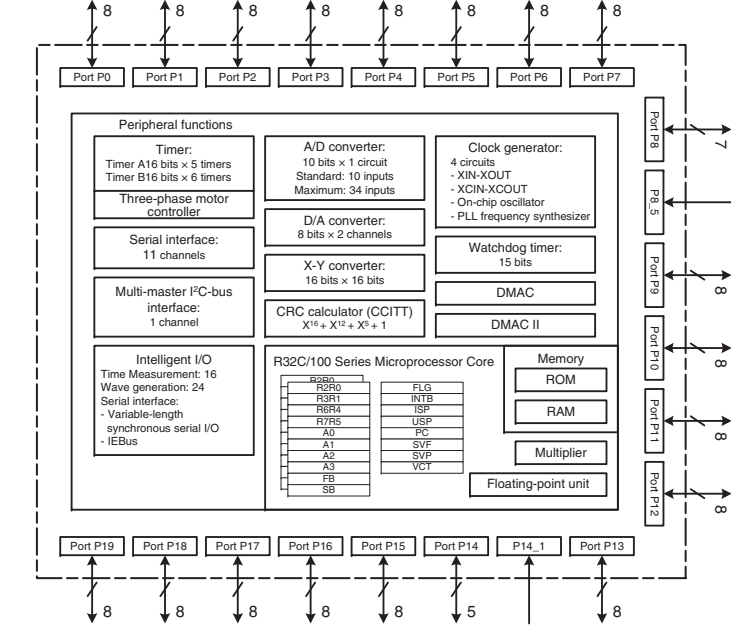 8 8 8 8 8 8 8 8
Port P0 Port P1 Port P2 Port P3 Port P4 Port P5 Port P6 Port P7
Peripheral functions
Timer:
Timer A16 bits × 5 timers
Timer B16 bits × 6 timers
Three-phase motor
controller
Serial interface:
11 channels
Multi-master I²C-bus
interface:
1 channel
Intelligent I/O
Time Measurement: 16
Wave generation: 24
Serial interface:
- Variable-length
synchronous serial I/O
- IEBus
A/D converter:
10 bits × 1 circuit
Standard: 10 inputs
Maximum: 34 inputs
D/A converter:
8 bits × 2 channels
X-Y converter:
16 bits × 16 bits
CRC calculator (CCITT)
X¹⁶ + X¹² + X⁵ + 1
Clock generator:
4 circuits
- XIN-XOUT
- XCIN-XCOUT
- On-chip oscillator
- PLL frequency synthesizer
Watchdog timer:
15 bits
DMAC
DMAC II
R32C/100 Series Microprocessor Core
R2R0
R2R0
R3R1
R6R4
R7R5
A0
A1
A2
A3
FB
SB
FLG
INTB
ISP
USP
PC
SVF
SVP
VCT
Memory
ROM
RAM
Multiplier
Floating-point unit
Port P8
7
P8_5
Port P9
8
Port P10
8
Port P11
8
Port P12
8
Port P19 Port P18 Port P17 Port P16 Port P15 Port P14 P14_1 Port P13
8 8 8 8 8 5 8